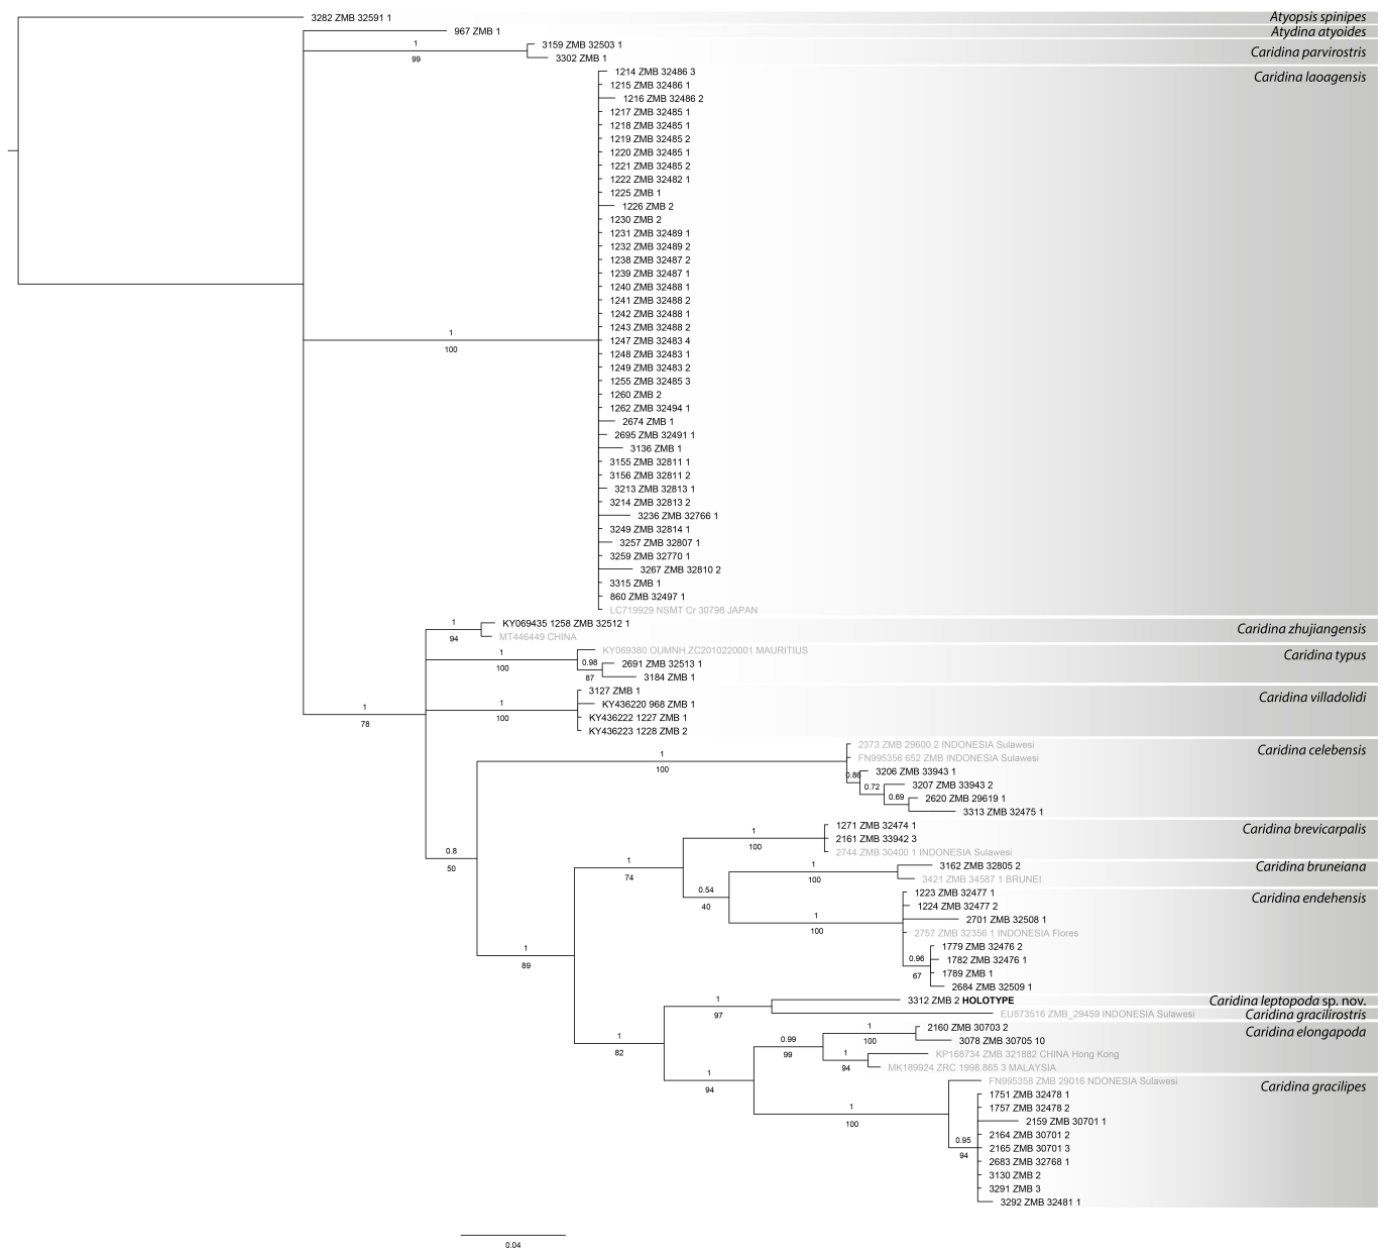 3282 ZMB 32591 1 Atyopsis spinipes
967 ZMB 1 Atydina atyoides
1 3159 ZMB 32503 1
99 3302 ZMB 1 Caridina parvirostris
1214 ZMB 32486 3 Caridina laoagensis
1215 ZMB 32486 1
1216 ZMB 32486 2
1217 ZMB 32485 1
1218 ZMB 32485 1
1219 ZMB 32485 2
1220 ZMB 32485 1
1221 ZMB 32485 2
1222 ZMB 32482 1
1225 ZMB 1
1226 ZMB 2
1230 ZMB 2
1231 ZMB 32489 1
1232 ZMB 32489 2
1238 ZMB 32487 2
1239 ZMB 32487 1
1240 ZMB 32488 1
1241 ZMB 32488 2
1242 ZMB 32488 1
1243 ZMB 32488 2
1
1247 ZMB 32483 4
100
1248 ZMB 32483 1
1249 ZMB 32483 2
1255 ZMB 32485 3
1260 ZMB 2
1262 ZMB 32494 1
2674 ZMB 1
2695 ZMB 32491 1
3136 ZMB 1
3155 ZMB 32811 1
3156 ZMB 32811 2
3213 ZMB 32813 1
3214 ZMB 32813 2
3236 ZMB 32766 1
3249 ZMB 32814 1
3257 ZMB 32807 1
3259 ZMB 32770 1
3267 ZMB 32810 2
3315 ZMB 1
860 ZMB 32497 1
LC719929 NSMT Cr 30798 JAPAN
1 KY069435 1258 ZMB 32512 1 Caridina zhujiangensis
94 MT446449 CHINA
KY069380 OUMNH.ZC2010220001 MAURITIUS Caridina typus
1 0.98 2691 ZMB 32513 1
100 87 3184 ZMB 1
3127 ZMB 1 Caridina villadolidi
1 KY436220 968 ZMB 1
1 100 KY436222 1227 ZMB 1
78 KY436223 1228 ZMB 2
2373 ZMB 29600 2 INDONESIA Sulawesi Caridina celebensis
1 FN995356 652 ZMB INDONESIA Sulawesi
100 0.86 3206 ZMB 33943 1
0.72 3207 ZMB 33943 2
0.69 2620 ZMB 29619 1
3313 ZMB 32475 1
1271 ZMB 32474 1 Caridina brevicarpalis
1 2161 ZMB 33942 3
0.8 100 2744 ZMB 30400 1 INDONESIA Sulawesi
50 1 1 3162 ZMB 32805 2 Caridina bruneiana
74 100 3421 ZMB 34587 1 BRUNEI
0.54 1223 ZMB 32477 1 Caridina endehensis
40 1224 ZMB 32477 2
1 2701 ZMB 32508 1
100 2757 ZMB 32356 1 INDONESIA Flores
1 1779 ZMB 32476 2
89 0.96 1782 ZMB 32476 1
67 1789 ZMB 1
2684 ZMB 32509 1
1 3312 ZMB 2 HOLOTYPE Caridina leptopoda sp. nov.
97 EU873516 ZMB_29459 INDONESIA Sulawesi Caridina gracilirostris
1 2160 ZMB 30703 2 Caridina elongapoda
1 0.99 100 3078 ZMB 30705 10
82 99 1 KP168734 ZMB 321882 CHINA Hong Kong
1 94 MK189924 ZRC 1998.865 3 MALAYSIA
94 FN995358 ZMB 29016 NDONESIA Sulawesi Caridina gracilipes
1751 ZMB 32478 1
1 1757 ZMB 32478 2
100 2159 ZMB 30701 1
2164 ZMB 30701 2
0.95 2165 ZMB 30701 3
94 2683 ZMB 32768 1
3130 ZMB 2
3291 ZMB 3
3292 ZMB 32481 1
0.04